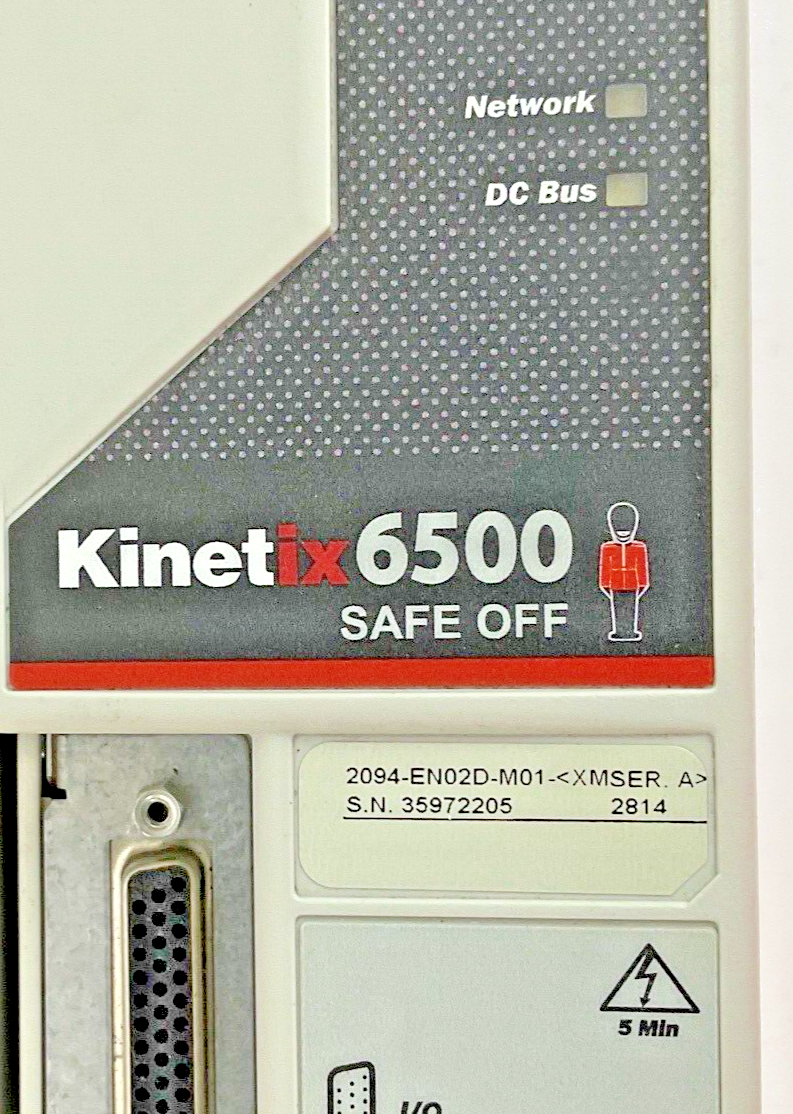 Network
DC Bus
Kinetix6500
SAFE OFF
2094-EN02D-M01-<XMSER. A>
S.N. 35972205 2814
5 Min
I/O